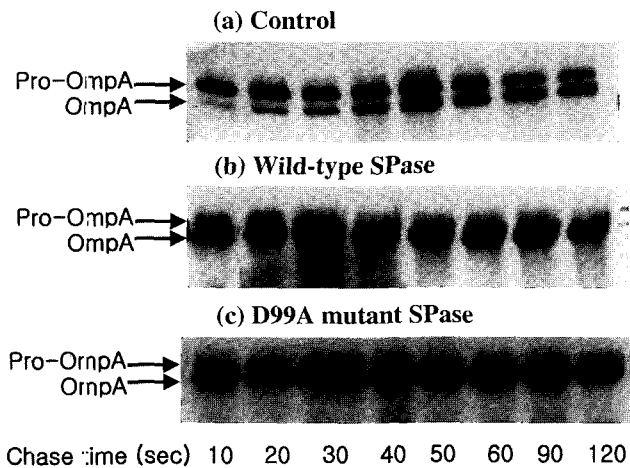 (a) Control
Pro-OmpA
OmpA
(b) Wild-type SPase
Pro-OmpA
OmpA
(c) D99A mutant SPase
Pro-OrnpA
OrnpA
Chase time (sec) 10 20 30 40 50 60 90 120